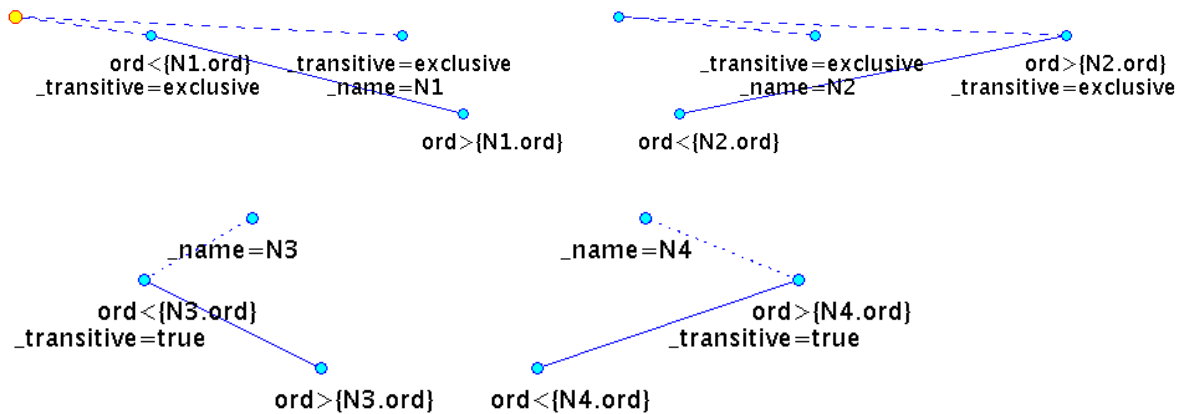 ord<{N1.ord} _transitive=exclusive _transitive=exclusive ord>{N2.ord}
_transitive=exclusive _name=N1 _name=N2 _transitive=exclusive
ord>{N1.ord} ord<{N2.ord}
_name=N3 _name=N4
ord<{N3.ord} ord>{N4.ord}
_transitive=true _transitive=true
ord>{N3.ord} ord<{N4.ord}